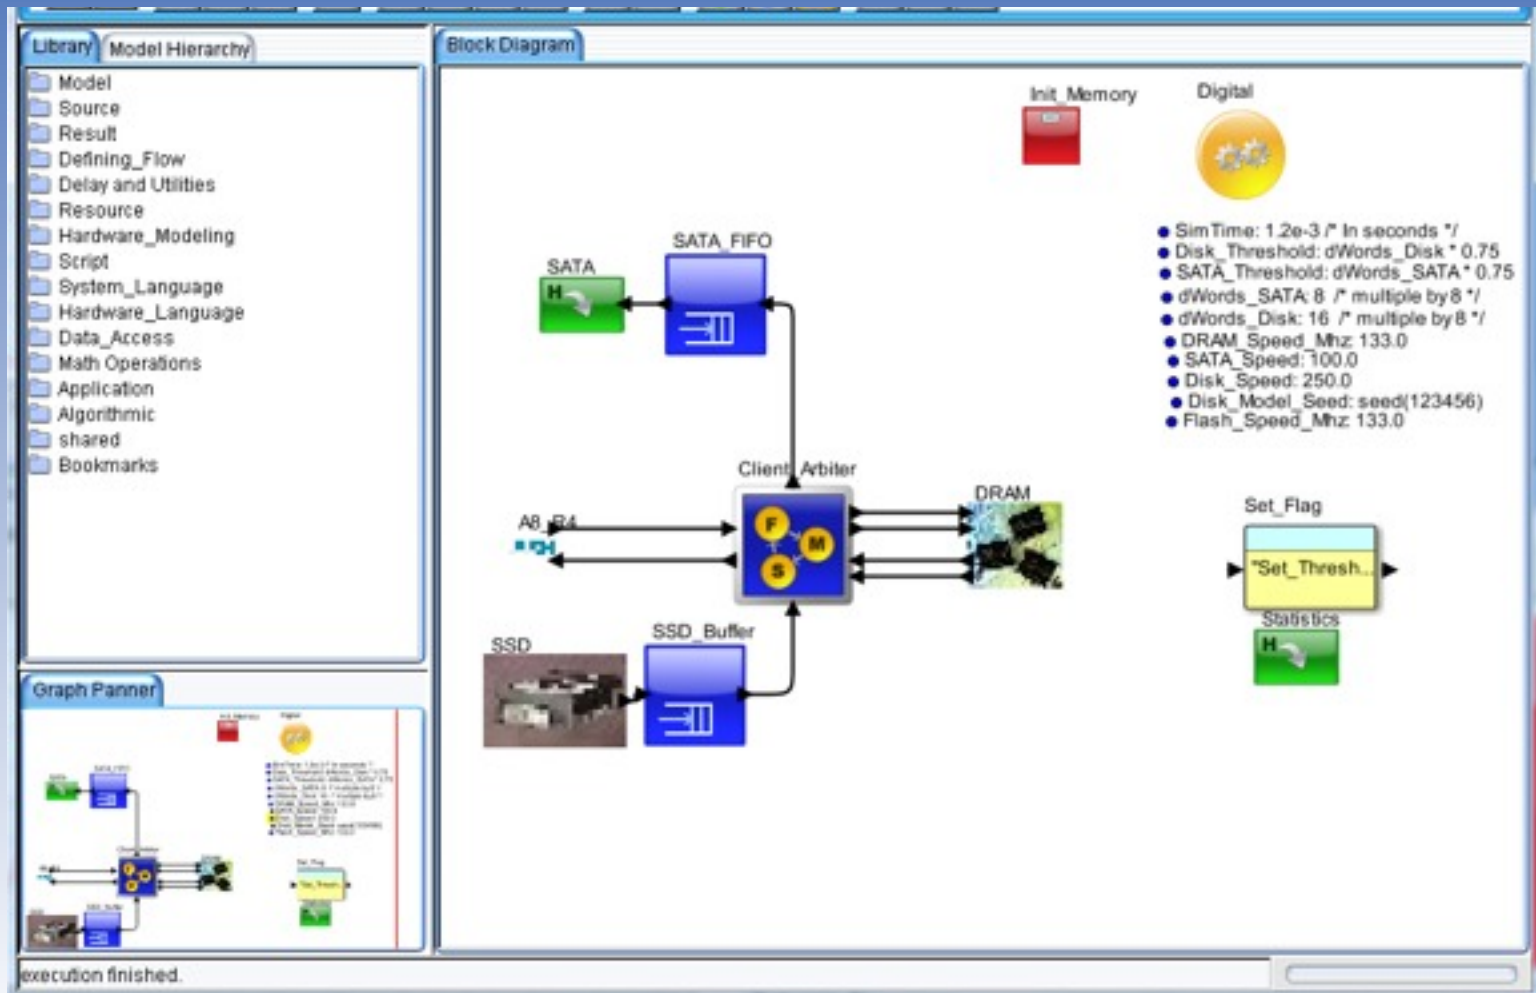 Library
Model Hierarchy
Model
Source
Result
Defining_Flow
Delay and Utilities
Resource
Hardware_Modeling
Script
System_Language
Hardware_Language
Data_Access
Math Operations
Application
Algorithmic
shared
Bookmarks
Graph Panner
Block Diagram
Init_Memory
Digital
SimTime: 1.2e-3 /* In seconds */
Disk_Threshold: dWords_Disk * 0.75
SATA_Threshold: dWords_SATA * 0.75
dWords_SATA: 8 /* multiple by 8 */
dWords_Disk: 16 /* multiple by 8 */
DRAM_Speed_Mhz: 133.0
SATA_Speed: 100.0
Disk_Speed: 250.0
Disk_Model_Seed: seed(123456)
Flash_Speed_Mhz: 133.0
SATA_FIFO
SATA
H
Client_Arbiter
F
M
S
A8_R4
DRAM
Set_Flag
"Set_Thresh...
Statistics
H
SSD_Buffer
SSD
execution finished.